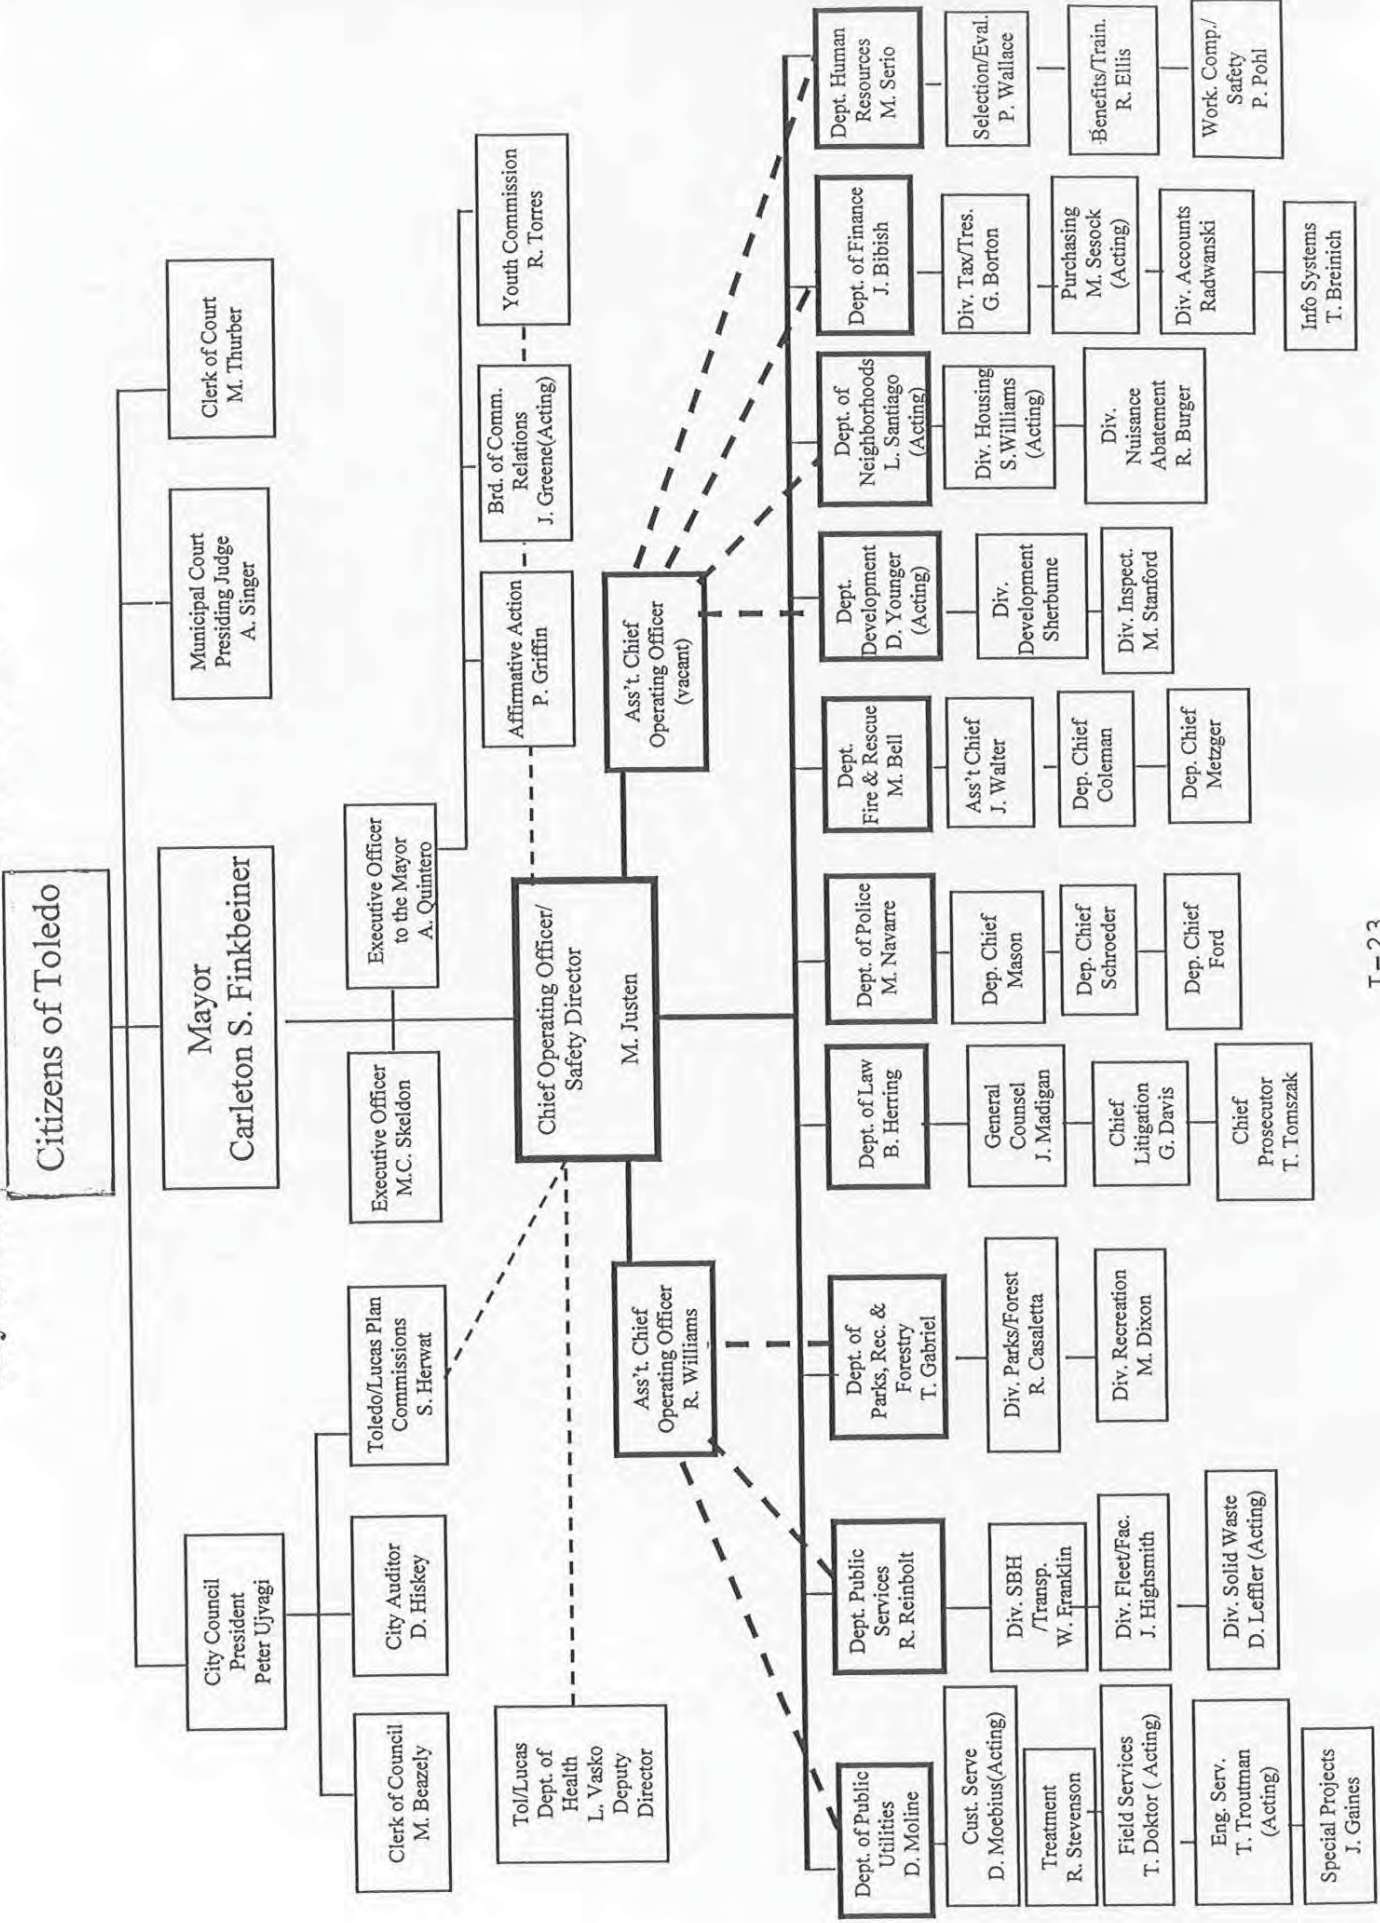 Citizens of Toledo
Mayor
Carleton S. Finkbeiner
City Council
President
Peter Ujvagi
Municipal Court
Presiding Judge
A. Singer
Clerk of Court
M. Thurber
Clerk of Council
M. Beazely
City Auditor
D. Hiskey
Toledo/Lucas Plan
Commissions
S. Herwat
Executive Officer
M.C. Skeldon
Executive Officer
to the Mayor
A. Quintero
Affirmative Action
P. Griffin
Brd. of Comm.
Relations
J. Greene(Acting)
Youth Commission
R. Torres
Tol/Lucas
Dept. of
Health
L. Vasko
Deputy
Director
Chief Operating Officer/
Safety Director
M. Justen
Ass't. Chief
Operating Officer
R. Williams
Ass't. Chief
Operating Officer
(vacant)
Dept. of Public
Utilities
D. Moline
Cust. Serve
D. Moebius(Acting)
Treatment
R. Stevenson
Field Services
T. Doktor ( Acting)
Eng. Serv.
T. Troutman
(Acting)
Special Projects
J. Gaines
Dept. Public
Services
R. Reinbolt
Div. SBH
/Transp.
W. Franklin
Div. Fleet/Fac.
J. Highsmith
Div. Solid Waste
D. Leffler (Acting)
Dept. of
Parks, Rec. &
Forestry
T. Gabriel
Div. Parks/Forest
R. Casaletta
Div. Recreation
M. Dixon
Dept. of Law
B. Herring
General
Counsel
J. Madigan
Chief
Litigation
G. Davis
Chief
Prosecutor
T. Tomszak
Dept. of Police
M. Navarre
Dep. Chief
Mason
Dep. Chief
Schroeder
Dep. Chief
Ford
Dept.
Fire & Rescue
M. Bell
Ass't Chief
J. Walter
Dep. Chief
Coleman
Dep. Chief
Metzger
Dept.
Development
D. Younger
(Acting)
Div.
Development
Sherburne
Div. Inspect.
M. Stanford
Dept. of
Neighborhoods
L. Santiago
(Acting)
Div. Housing
S.Williams
(Acting)
Div.
Nuisance
Abatement
R. Burger
Dept. of Finance
J. Bibish
Div. Tax/Tres.
G. Borton
Purchasing
M. Sesock
(Acting)
Div. Accounts
Radwanski
Info Systems
T. Breinich
Dept. Human
Resources
M. Serio
Selection/Eval.
P. Wallace
Benefits/Train.
R. Ellis
Work. Comp./
Safety
P. Pohl